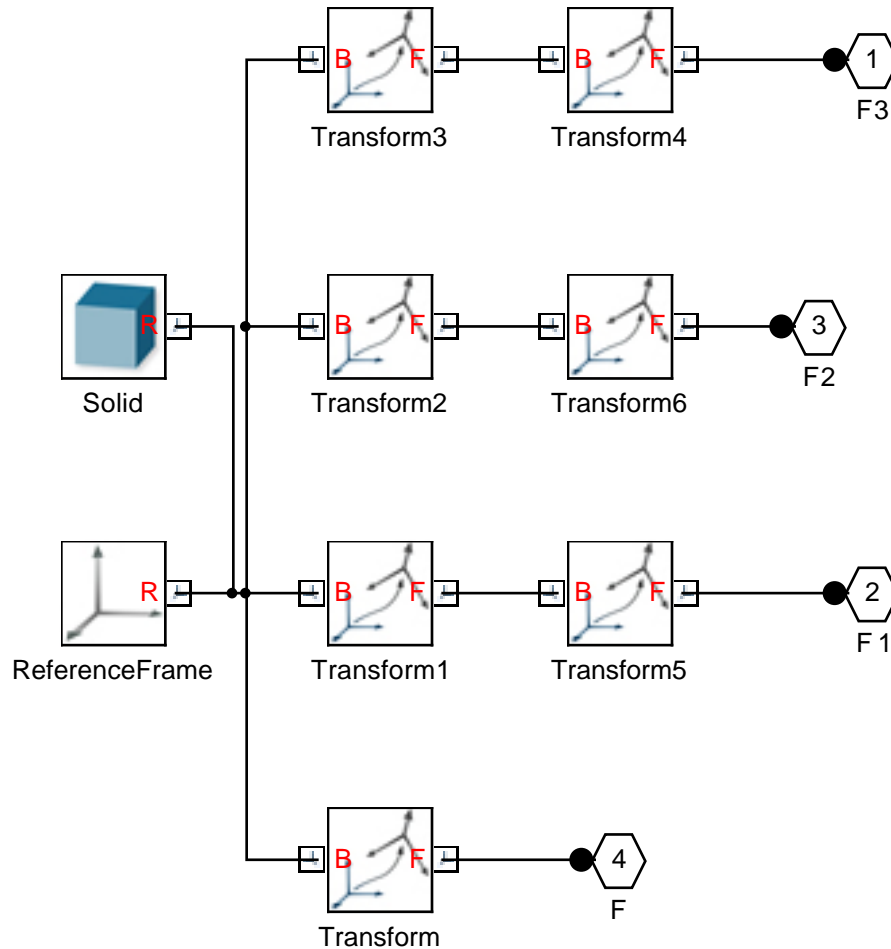 B F B F 1
Transform3 Transform4 F3
R B F B F 3
Solid Transform2 Transform6 F2
R B F B F 2
ReferenceFrame Transform1 Transform5 F1
B F 4
Transform F